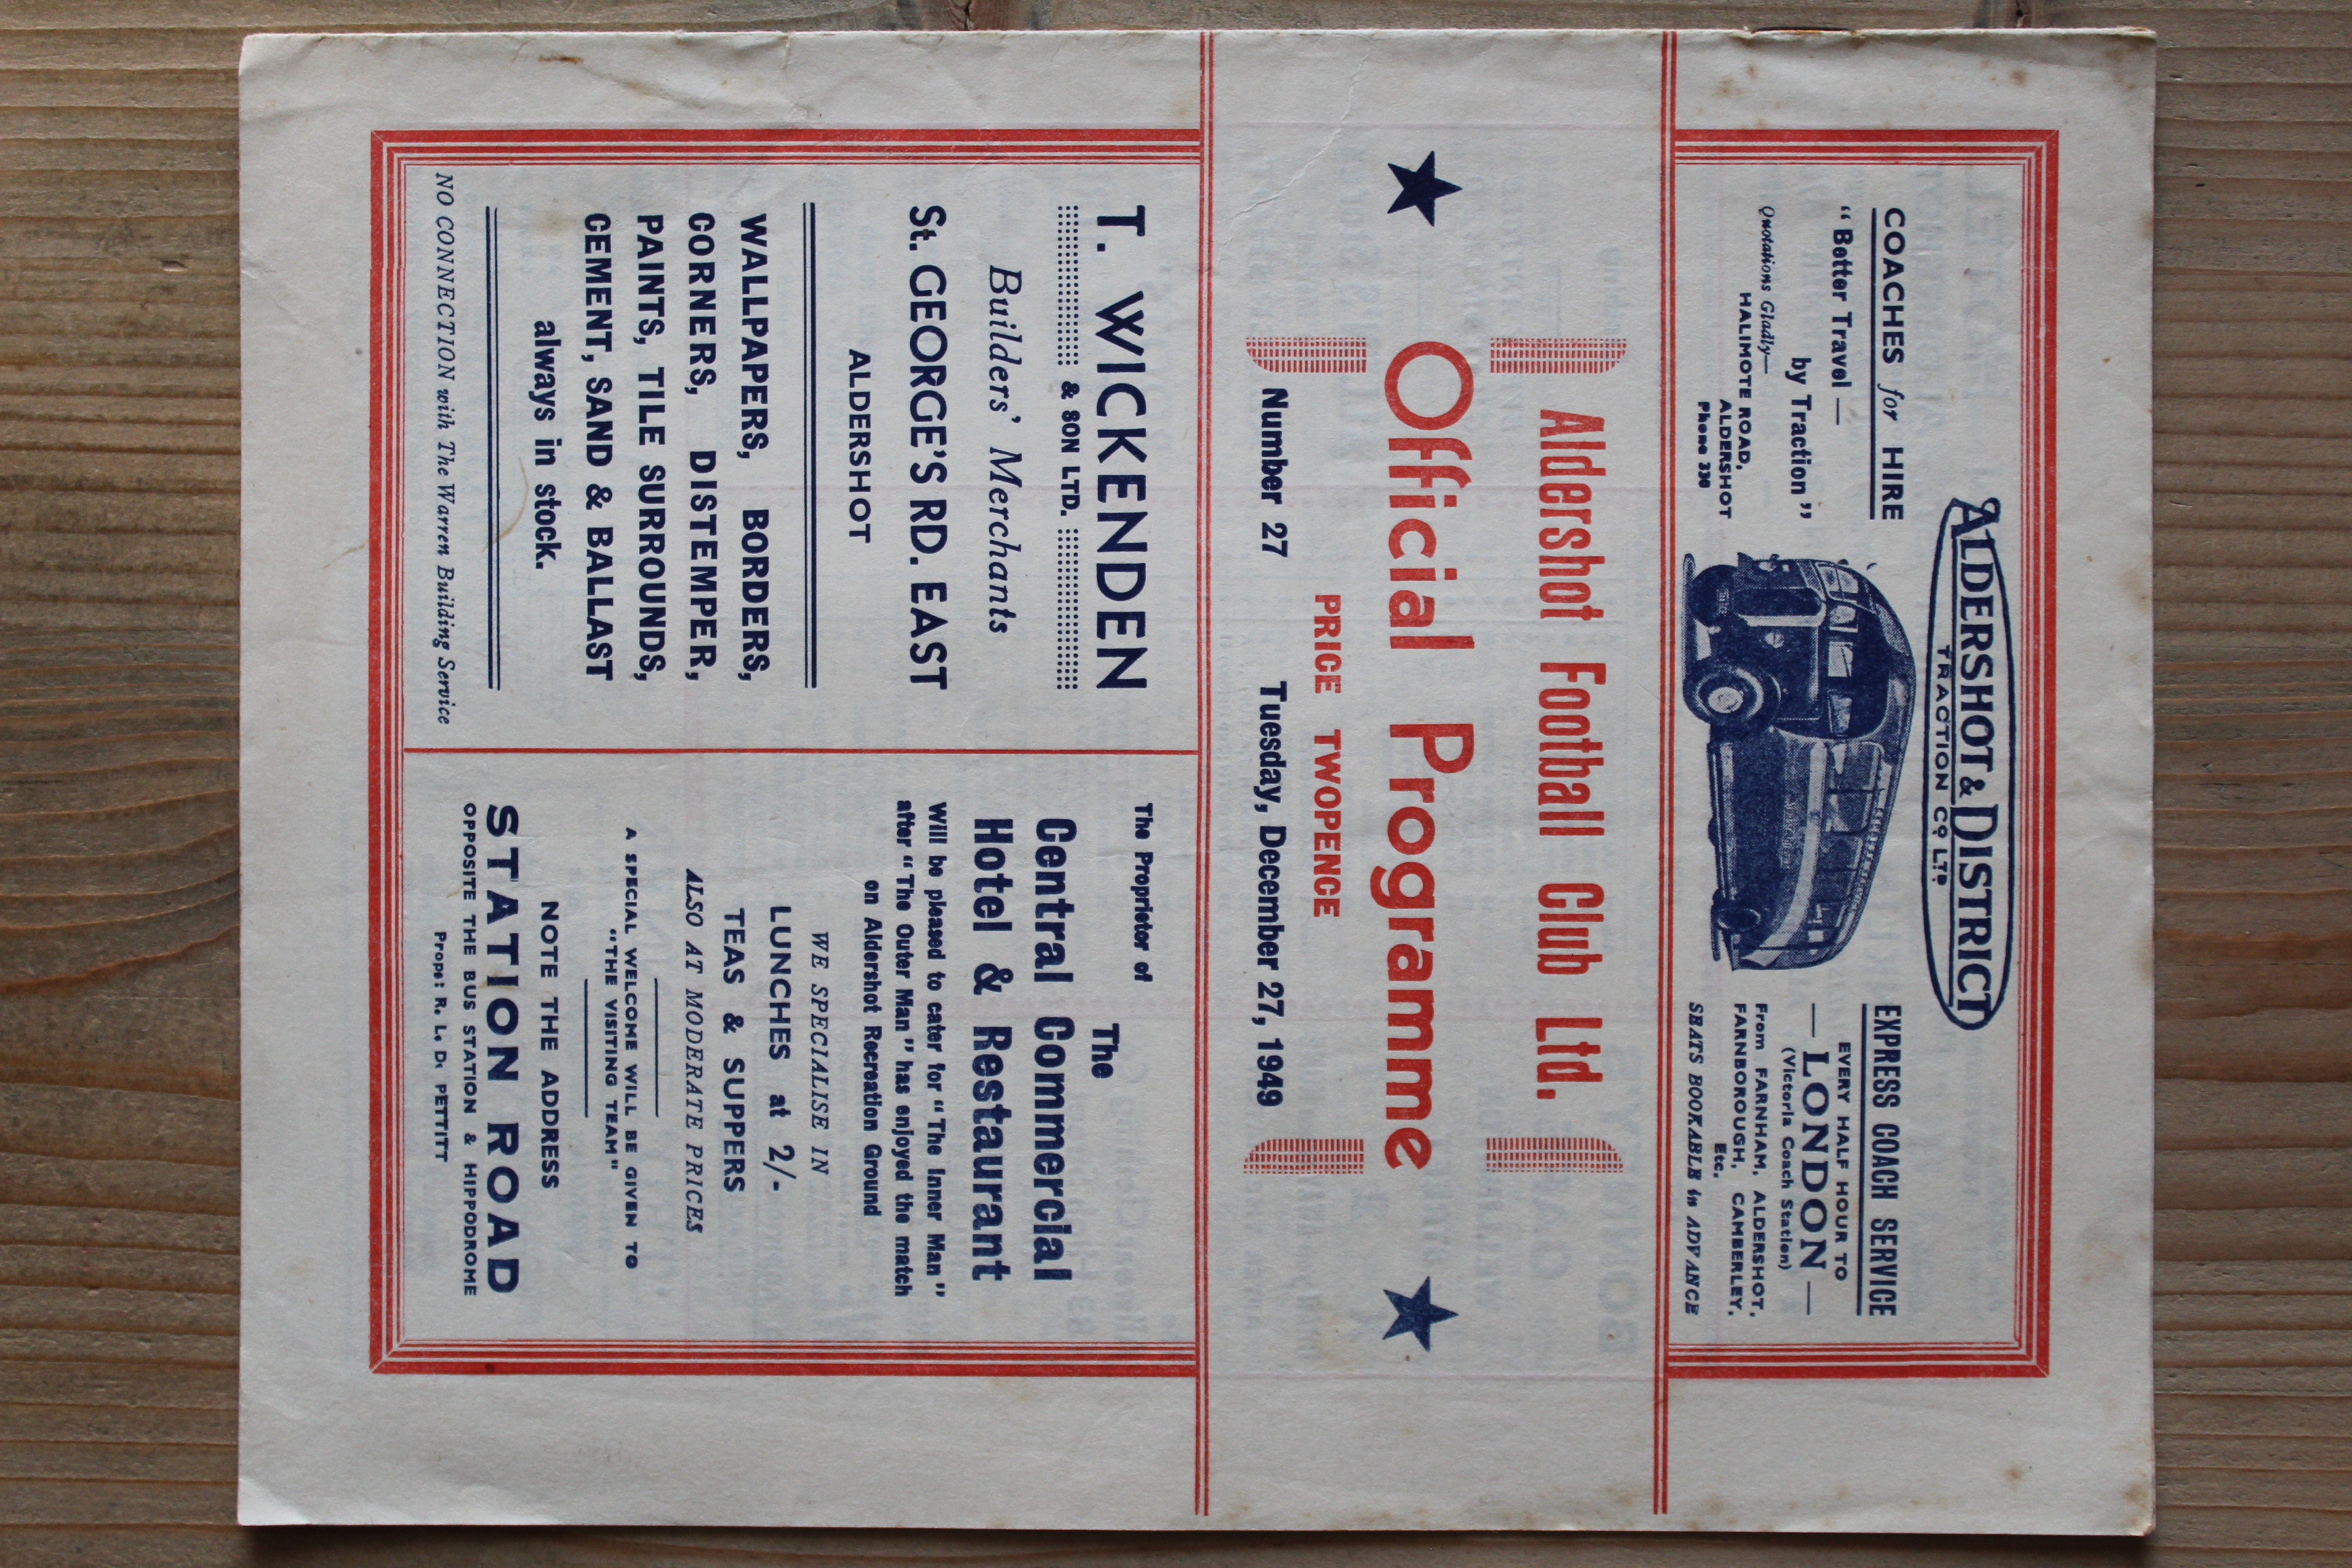 ALDERSHOT & DISTRICT
TRACTION CO. LTD
COACHES for HIRE
"Better Travel —
by Traction"
Quotations Gladly—
HALIMOTE ROAD,
ALDERSHOT
Phone 330
EXPRESS COACH SERVICE
EVERY HALF HOUR TO
— LONDON —
(Victoria Coach Station)
From FARNHAM, ALDERSHOT,
FARNBOROUGH, CAMBERLEY,
Etc.
SEATS BOOKABLE in ADVANCE
Aldershot Football Club Ltd.
Official Programme
PRICE TWOPENCE
Number 27 Tuesday, December 27, 1949
T. WICKENDEN
& SON LTD.
Builders' Merchants
St. GEORGE'S RD. EAST
ALDERSHOT
WALLPAPERS, BORDERS,
CORNERS, DISTEMPER,
PAINTS, TILE SURROUNDS,
CEMENT, SAND & BALLAST
always in stock.
NO CONNECTION with The Warren Building Service
The Proprietor of
The
Central Commercial
Hotel & Restaurant
Will be pleased to cater for "The Inner Man"
after "The Outer Man" has enjoyed the match
on Aldershot Recreation Ground
WE SPECIALISE IN
LUNCHES at 2/-
TEAS & SUPPERS
ALSO AT MODERATE PRICES
A SPECIAL WELCOME WILL BE GIVEN TO
"THE VISITING TEAM"
NOTE THE ADDRESS
STATION ROAD
OPPOSITE THE BUS STATION & HIPPODROME
Props: R. L. D. PETTITT